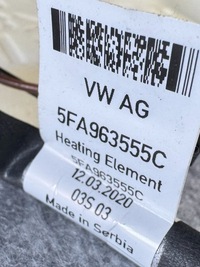 VW AG
5FA963555C
Heating Element
5FA963555C
12.03.2020
03S 03
Made in Serbia